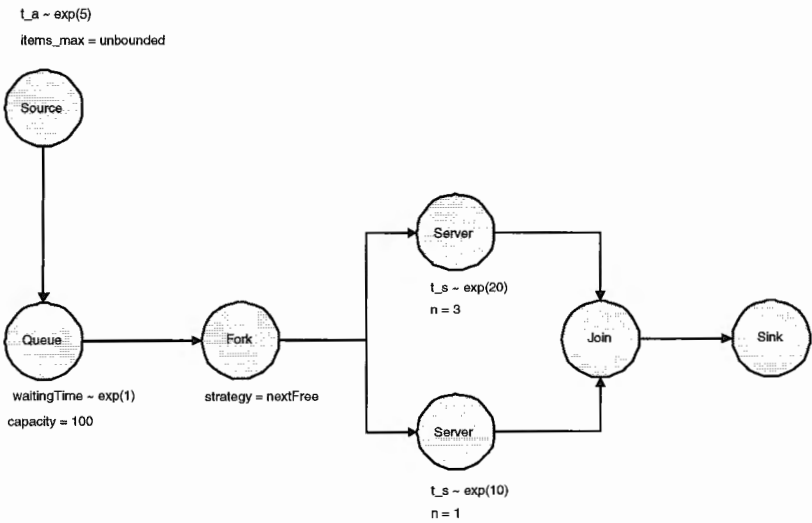 t_a ~ exp(5)
items_max = unbounded
Source
Queue
waitingTime ~ exp(1)
capacity = 100
Fork
strategy = nextFree
Server
t_s ~ exp(20)
n = 3
Server
t_s ~ exp(10)
n = 1
Join
Sink